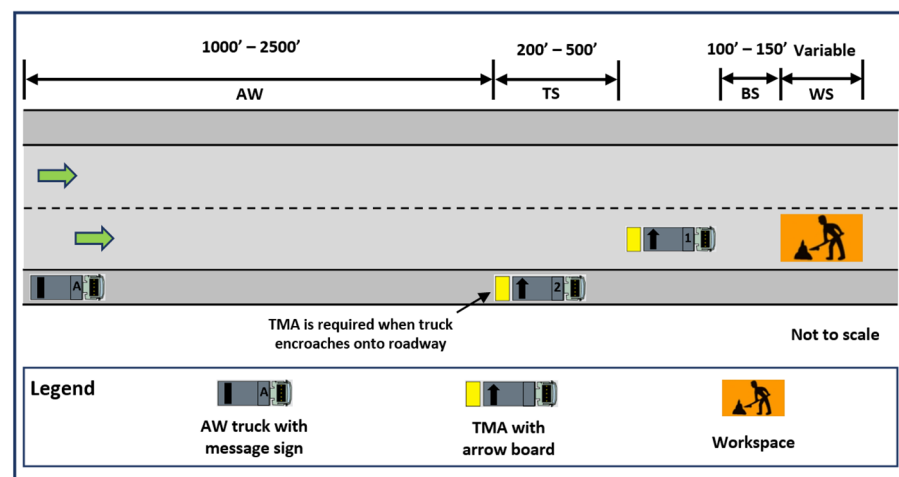 1000’ – 2500’
200’ – 500’
100’ – 150’ Variable
AW
TS
BS
WS
1
A
2
TMA is required when truck
encroaches onto roadway
Not to scale
Legend
A
AW truck with
message sign
TMA with
arrow board
Workspace